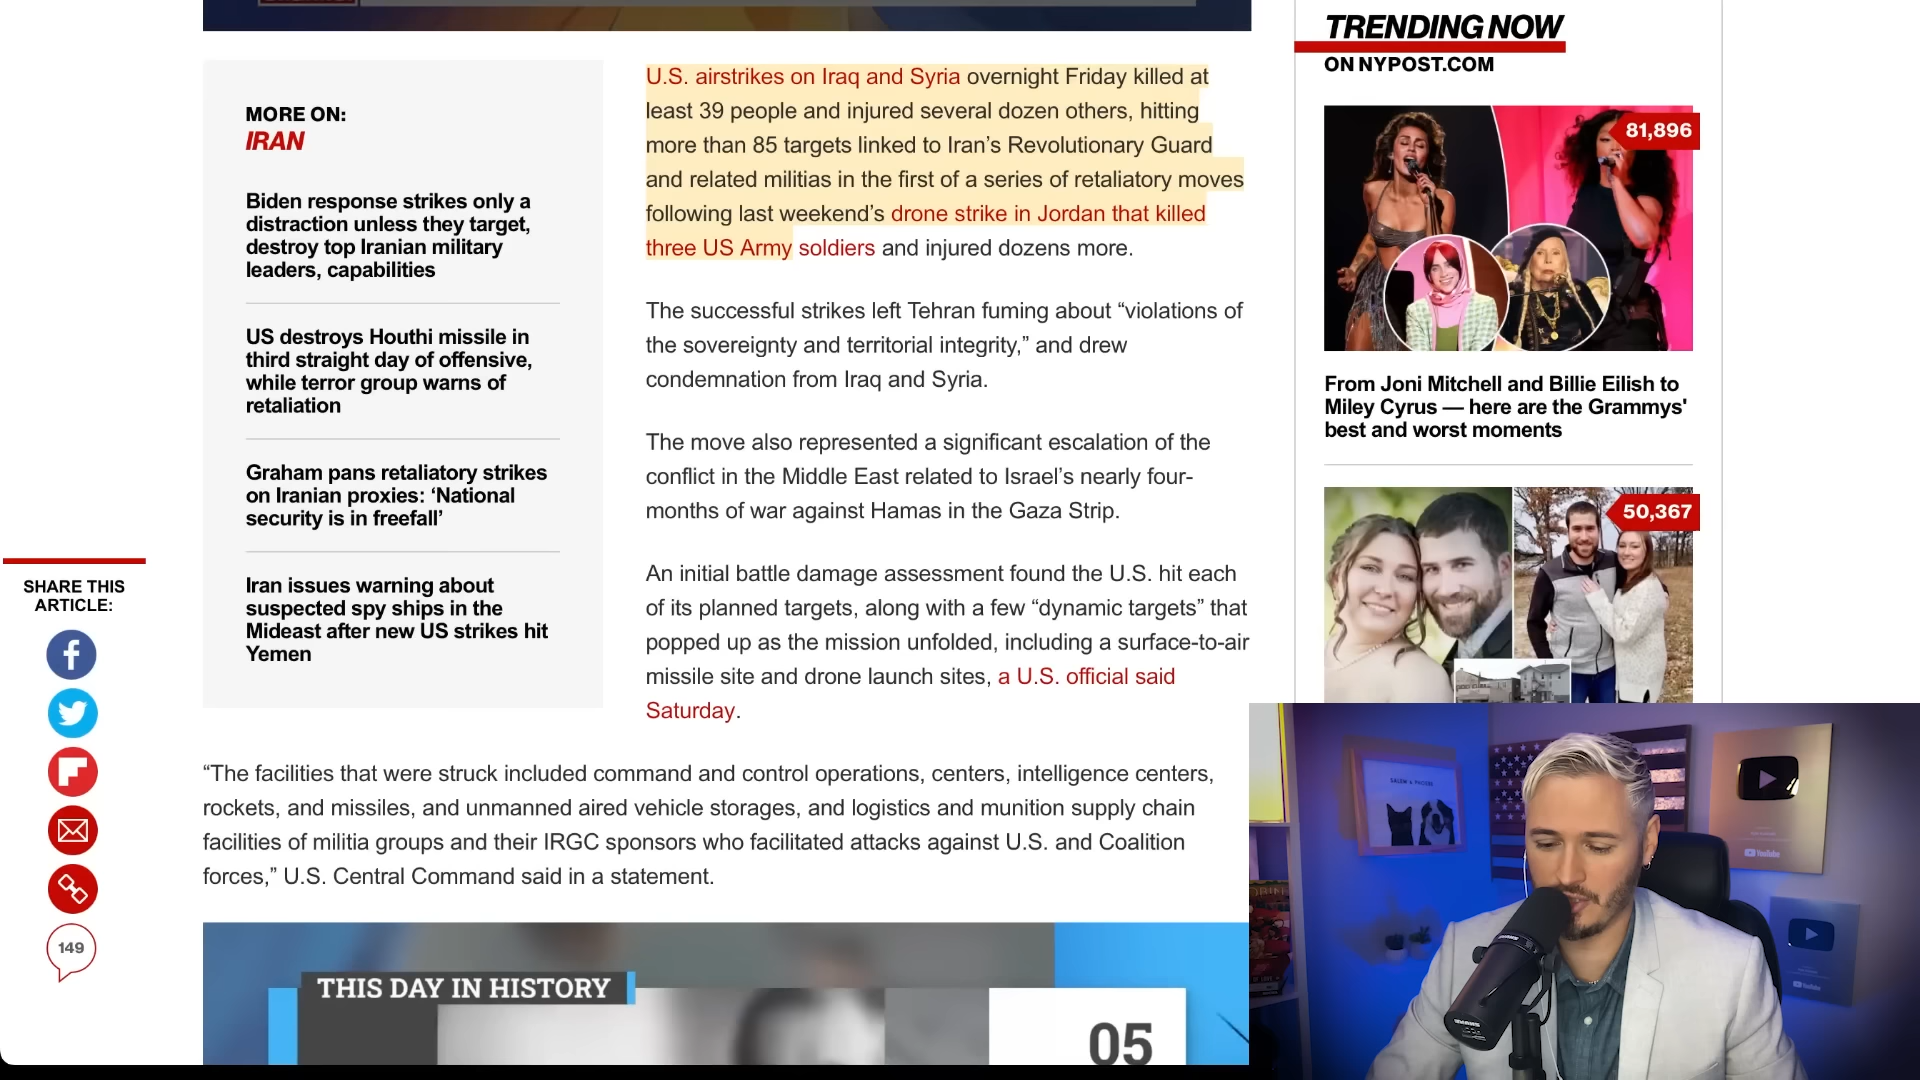 MORE ON:
IRAN
Biden response strikes only a
distraction unless they target,
destroy top Iranian military
leaders, capabilities
US destroys Houthi missile in
third straight day of offensive,
while terror group warns of
retaliation
Graham pans retaliatory strikes
on Iranian proxies: ‘National
security is in freefall’
Iran issues warning about
suspected spy ships in the
Mideast after new US strikes hit
Yemen
SHARE THIS
ARTICLE:
149
U.S. airstrikes on Iraq and Syria overnight Friday killed at
least 39 people and injured several dozen others, hitting
more than 85 targets linked to Iran’s Revolutionary Guard
and related militias in the first of a series of retaliatory moves
following last weekend’s drone strike in Jordan that killed
three US Army soldiers and injured dozens more.
The successful strikes left Tehran fuming about “violations of
the sovereignty and territorial integrity,” and drew
condemnation from Iraq and Syria.
The move also represented a significant escalation of the
conflict in the Middle East related to Israel’s nearly four-
months of war against Hamas in the Gaza Strip.
An initial battle damage assessment found the U.S. hit each
of its planned targets, along with a few “dynamic targets” that
popped up as the mission unfolded, including a surface-to-air
missile site and drone launch sites, a U.S. official said
Saturday.
“The facilities that were struck included command and control operations, centers, intelligence centers,
rockets, and missiles, and unmanned aired vehicle storages, and logistics and munition supply chain
facilities of militia groups and their IRGC sponsors who facilitated attacks against U.S. and Coalition
forces,” U.S. Central Command said in a statement.
THIS DAY IN HISTORY
05
TRENDING NOW
ON NYPOST.COM
81,896
From Joni Mitchell and Billie Eilish to
Miley Cyrus — here are the Grammys'
best and worst moments
50,367
SALEM & PHOEBE
YouTube
YouTube